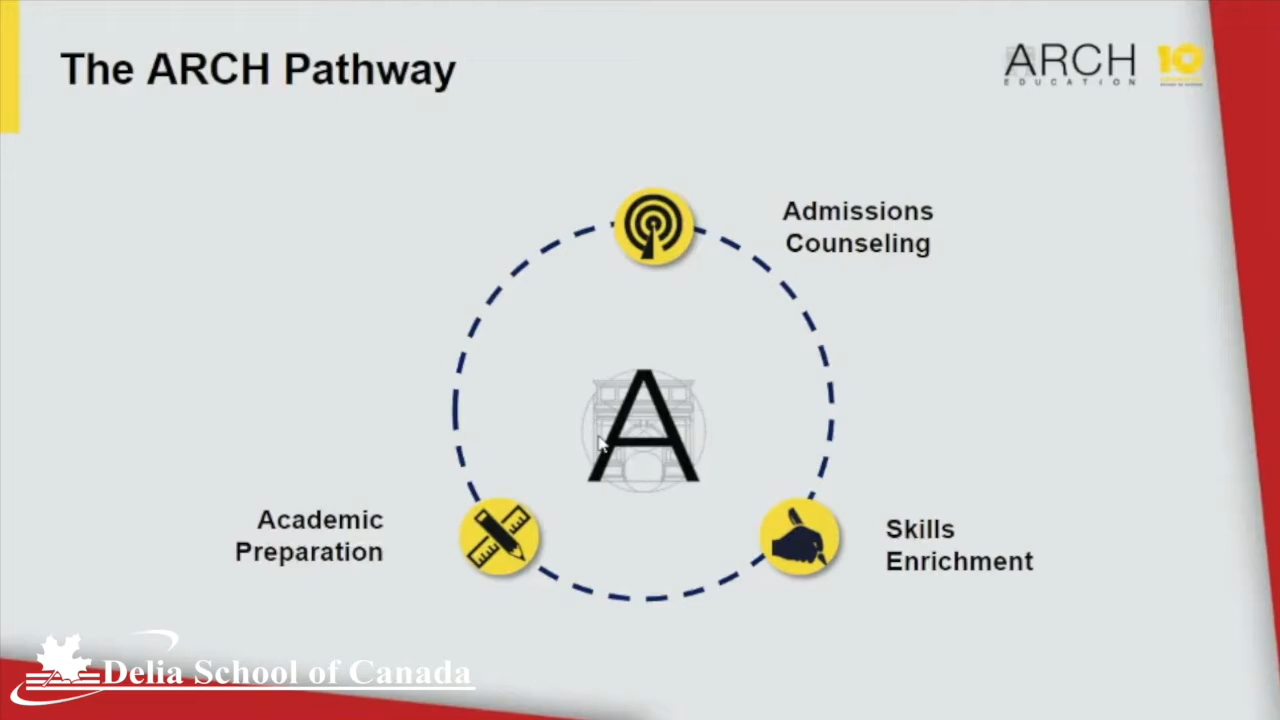 The ARCH Pathway
ARCH
EDUCATION
10
Admissions
Counseling
A
Academic
Preparation
Skills
Enrichment
Delia School of Canada